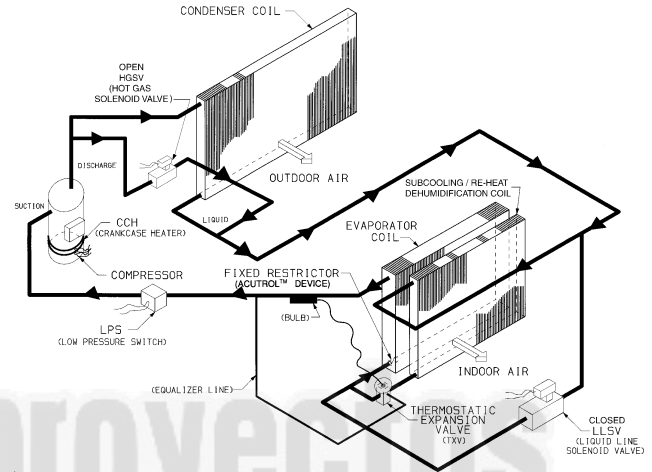 CONDENSER COIL
OPEN
HGSV
(HOT GAS
SOLENOID VALVE)
DISCHARGE
OUTDOOR AIR
SUBCOOLING / RE-HEAT
DEHUMIDIFICATION COIL
SUCTION
LIQUID
CCH
(CRANKCASE HEATER)
EVAPORATOR
COIL
COMPRESSOR
FIXED RESTRICTOR
(ACUTROL™ DEVICE)
(BULB)
LPS
(LOW PRESSURE SWITCH)
INDOOR AIR
(EQUALIZER LINE)
THERMOSTATIC
EXPANSION
VALVE
(TXV)
CLOSED
LLSV
(LIQUID LINE
SOLENOID VALVE)
proyectos